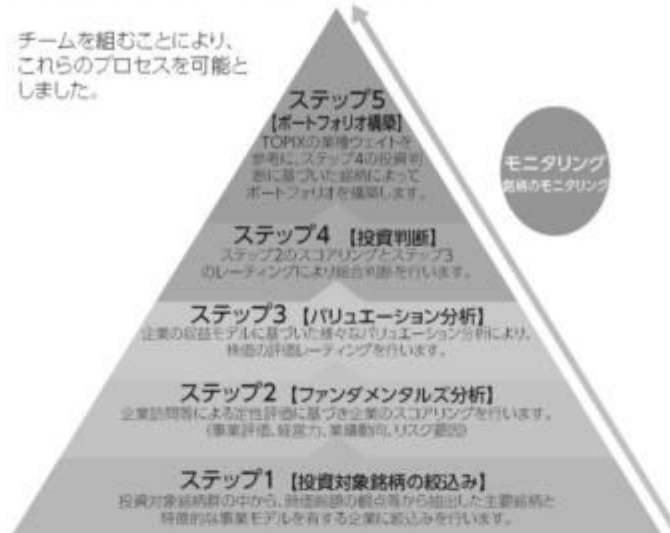 チームを組むことにより、
これらのプロセスを可能と
しました。
ステップ5
【ポートフォリオ構築】
TOPIXの業種ウェイトを
参考に、ステップ4の投資判
断に基づいた銘柄によって
ポートフォリオを構築します。
モニタリング
銘柄のモニタリング
ステップ4 【投資判断】
ステップ2のスコアリングとステップ3
のレーティングにより総合判断を行います。
ステップ3 【バリュエーション分析】
企業の収益モデルに基づいた様々なバリュエーション分析により、
株価の評価レーティングを行います。
ステップ2 【ファンダメンタルズ分析】
企業訪問等による定性評価に基づき企業のスコアリングを行います。
(事業評価、経営力、業績動向、リスク要因)
ステップ1 【投資対象銘柄の絞込み】
投資対象銘柄群の中から、時価総額の観点等から抽出した主要銘柄と
特徴的な事業モデルを有する企業に絞込みを行います。